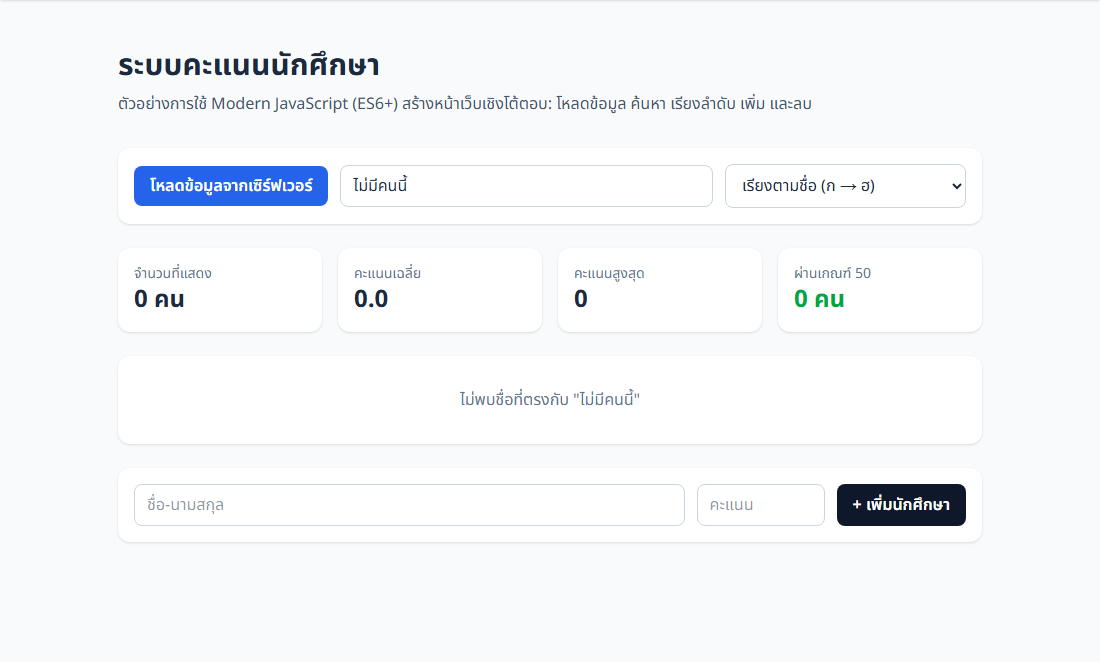 ระบบคะแนนนักศึกษา
ตัวอย่างการใช้ Modern JavaScript (ES6+) สร้างหน้าเว็บเชิงโต้ตอบ: โหลดข้อมูล ค้นหา เรียงลำดับ เพิ่ม และลบ
โหลดข้อมูลจากเซิร์ฟเวอร์ ไม่มีคนนี้ เรียงตามชื่อ (ก → ฮ)
จำนวนที่แสดง คะแนนเฉลี่ย คะแนนสูงสุด ผ่านเกณฑ์ 50
0 คน 0.0 0 0 คน
ไม่พบชื่อที่ตรงกับ "ไม่มีคนนี้"
ชื่อ-นามสกุล คะแนน + เพิ่มนักศึกษา